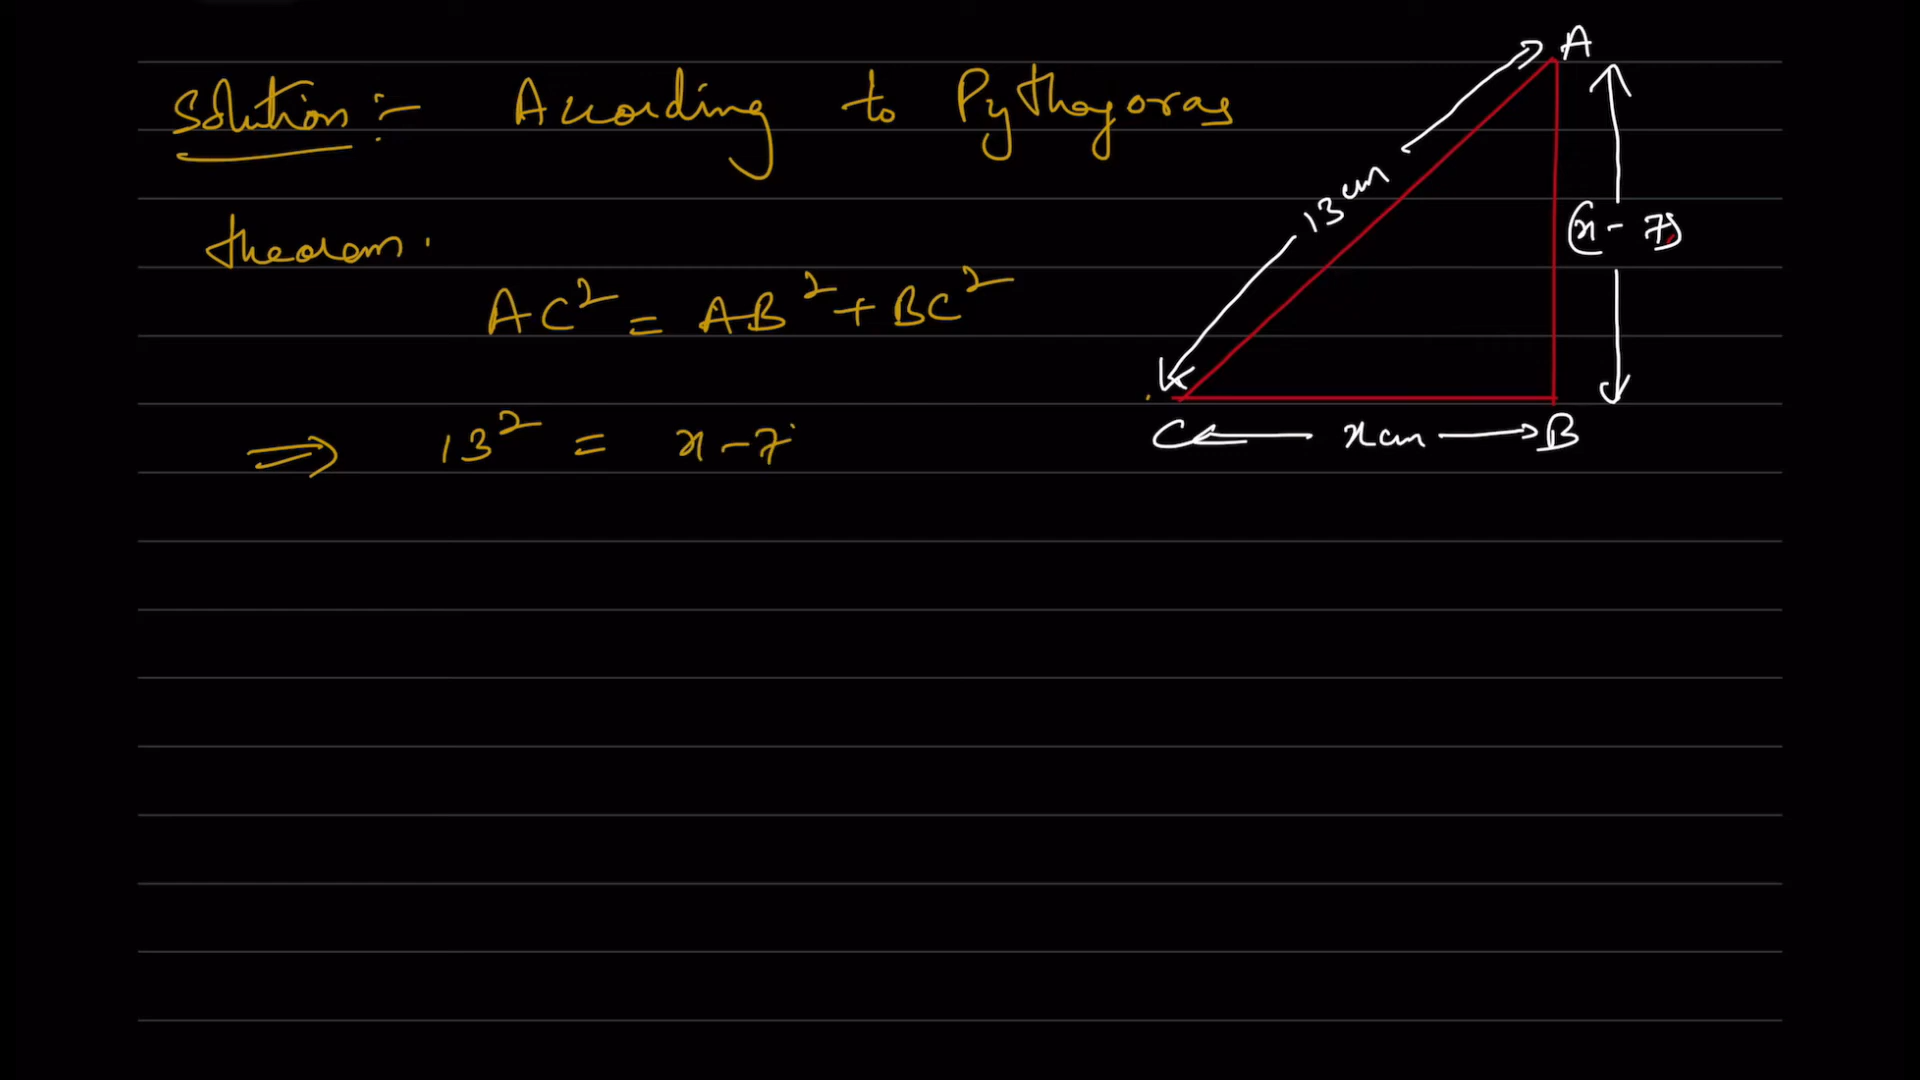 Solution :- According to Pythagoras
theorem.
AC² = AB² + BC²
⇒ 13² = x-7
A
13 cm
(x - 7)
C x cm B